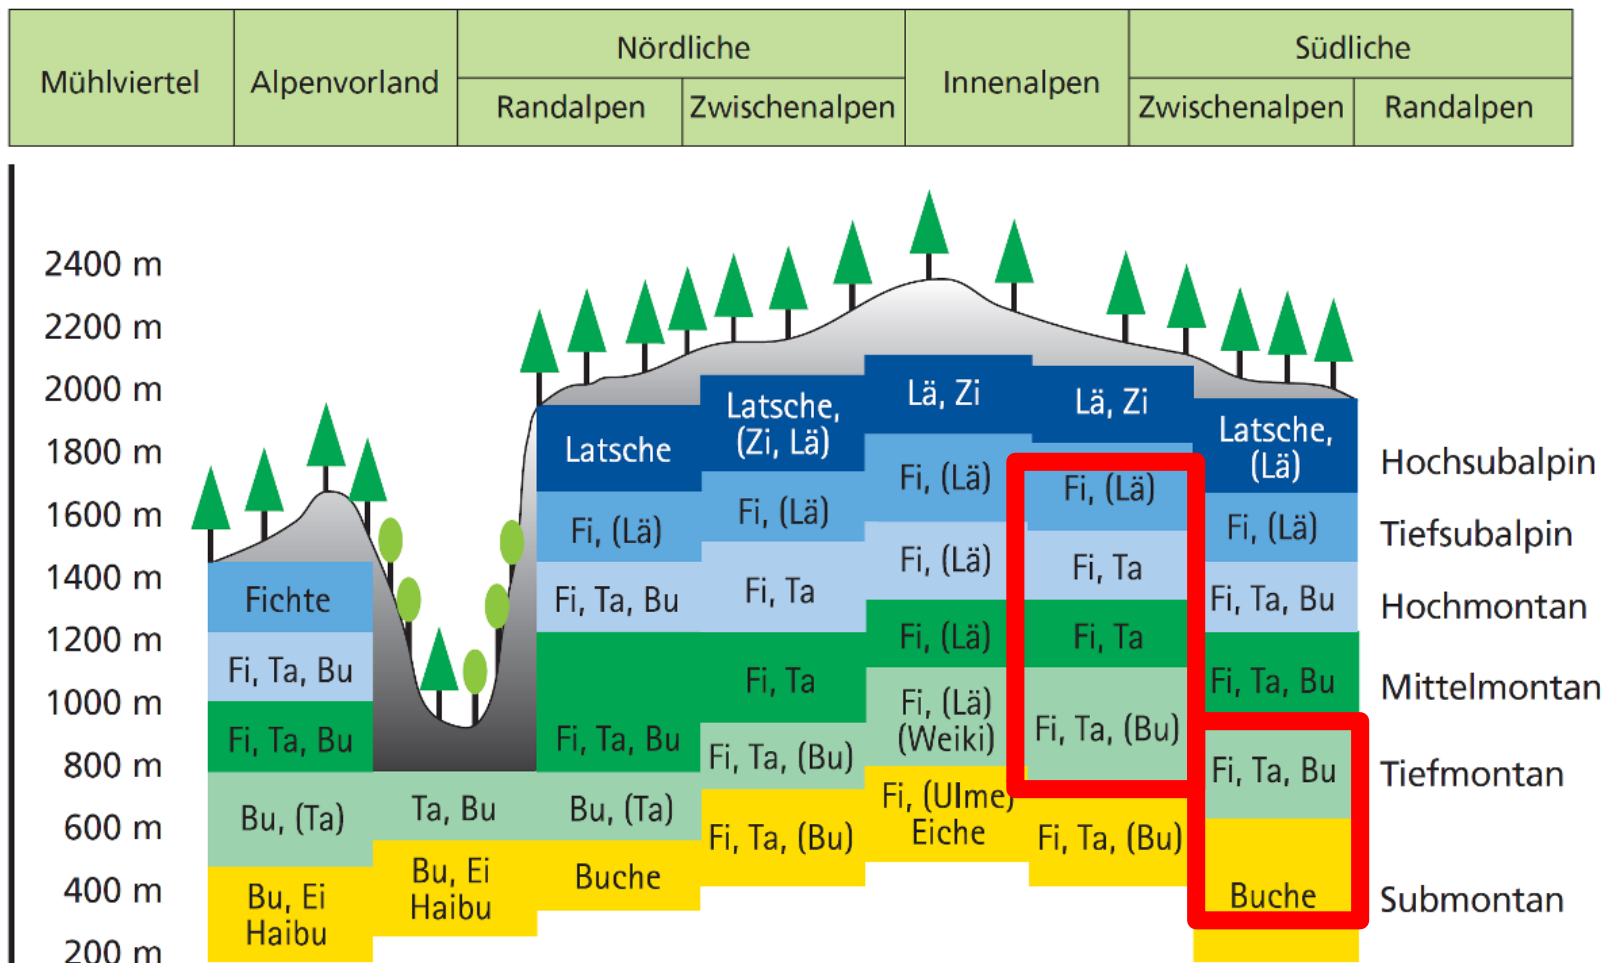 Mühlviertel
Alpenvorland
Nördliche
Randalpen
Zwischenalpen
Innenalpen
Südliche
Zwischenalpen
Randalpen
2400 m
2200 m
2000 m
1800 m
1600 m
1400 m
1200 m
1000 m
800 m
600 m
400 m
200 m
Fichte
Fi, Ta, Bu
Fi, Ta, Bu
Bu, (Ta)
Bu, Ei
Haibu
Ta, Bu
Bu, Ei
Haibu
Latsche
Fi, (Lä)
Fi, Ta, Bu
Fi, Ta, Bu
Bu, (Ta)
Buche
Latsche,
(Zi, Lä)
Fi, (Lä)
Fi, Ta
Fi, Ta
Fi, Ta, (Bu)
Fi, Ta, (Bu)
Lä, Zi
Fi, (Lä)
Fi, (Lä)
Fi, (Lä)
Fi, (Lä)
(Weiki)
Fi, (Ulme)
Eiche
Lä, Zi
Fi, (Lä)
Fi, Ta
Fi, Ta
Fi, Ta, (Bu)
Fi, Ta, (Bu)
Latsche,
(Lä)
Fi, (Lä)
Fi, Ta, Bu
Fi, Ta, Bu
Fi, Ta, Bu
Buche
Hochsubalpin
Tiefsubalpin
Hochmontan
Mittelmontan
Tiefmontan
Submontan